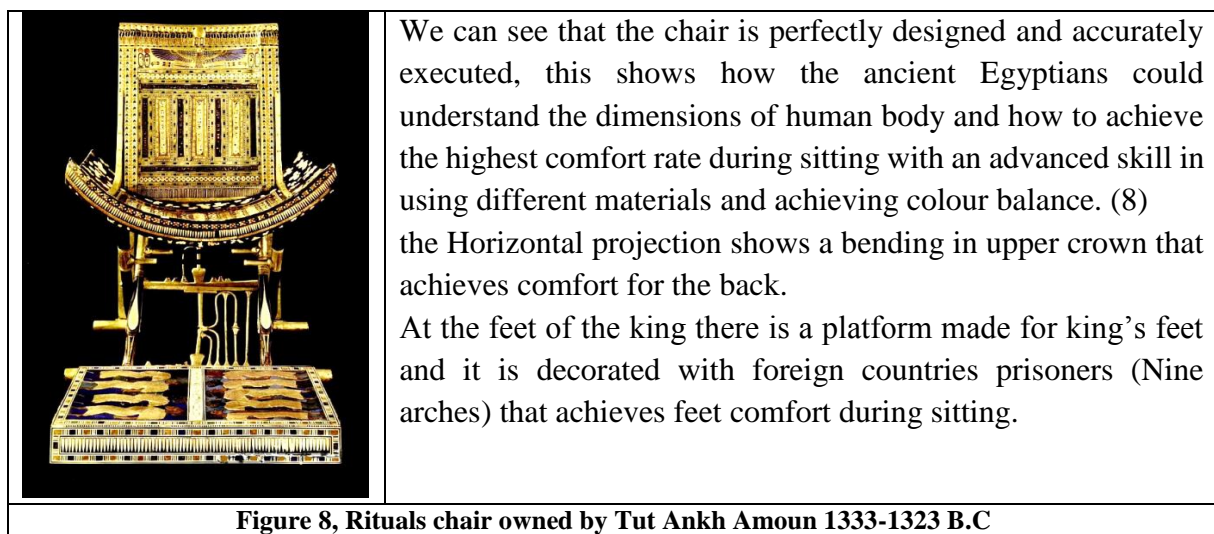 We can see that the chair is perfectly designed and accurately
executed, this shows how the ancient Egyptians could
understand the dimensions of human body and how to achieve
the highest comfort rate during sitting with an advanced skill in
using different materials and achieving colour balance. (8)
the Horizontal projection shows a bending in upper crown that
achieves comfort for the back.
At the feet of the king there is a platform made for king’s feet
and it is decorated with foreign countries prisoners (Nine
arches) that achieves feet comfort during sitting.
Figure 8, Rituals chair owned by Tut Ankh Amoun 1333-1323 B.C